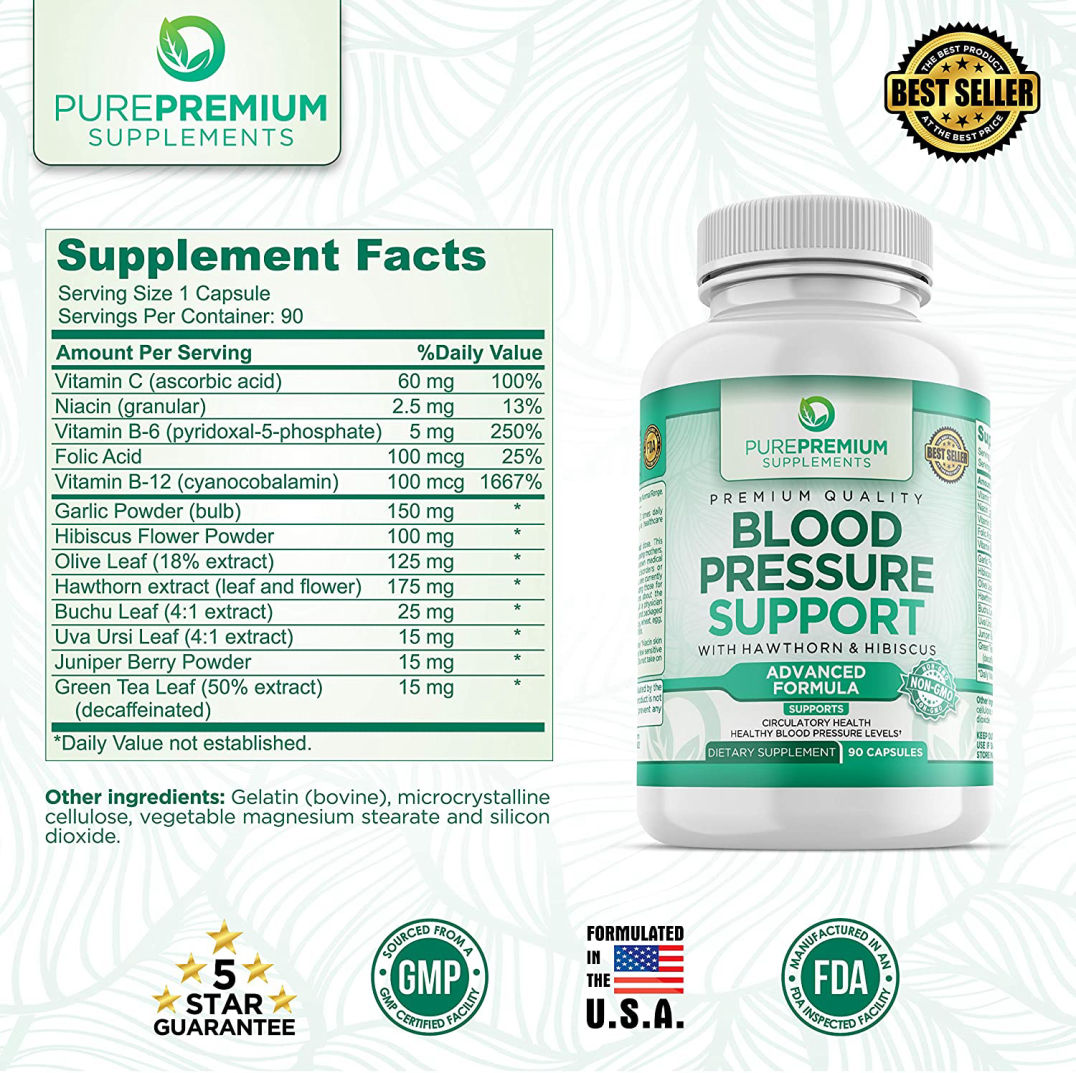 PUREPREMIUM
SUPPLEMENTS
THE BEST PRODUCT
BEST SELLER
AT THE BEST PRICE
Supplement Facts
Serving Size 1 Capsule
Servings Per Container: 90
Amount Per Serving %Daily Value
Vitamin C (ascorbic acid) 60 mg 100%
Niacin (granular) 2.5 mg 13%
Vitamin B-6 (pyridoxal-5-phosphate) 5 mg 250%
Folic Acid 100 mcg 25%
Vitamin B-12 (cyanocobalamin) 100 mcg 1667%
Garlic Powder (bulb) 150 mg *
Hibiscus Flower Powder 100 mg *
Olive Leaf (18% extract) 125 mg *
Hawthorn extract (leaf and flower) 175 mg *
Buchu Leaf (4:1 extract) 25 mg *
Uva Ursi Leaf (4:1 extract) 15 mg *
Juniper Berry Powder 15 mg *
Green Tea Leaf (50% extract) 15 mg *
(decaffeinated)
*Daily Value not established.
Other ingredients: Gelatin (bovine), microcrystalline
cellulose, vegetable magnesium stearate and silicon
dioxide.
PUREPREMIUM
SUPPLEMENTS
FDA
BEST SELLER
PREMIUM QUALITY
BLOOD
PRESSURE
SUPPORT
WITH HAWTHORN & HIBISCUS
ADVANCED
FORMULA
NON-GMO
NON-GMO
NON-GMO
SUPPORTS
CIRCULATORY HEALTH
HEALTHY BLOOD PRESSURE LEVELS†
DIETARY SUPPLEMENT 90 CAPSULES
5
STAR
GUARANTEE
SOURCED FROM A
GMP
GMP CERTIFIED FACILITY
FORMULATED
IN
THE
U.S.A.
MANUFACTURED IN AN
FDA
FDA INSPECTED FACILITY